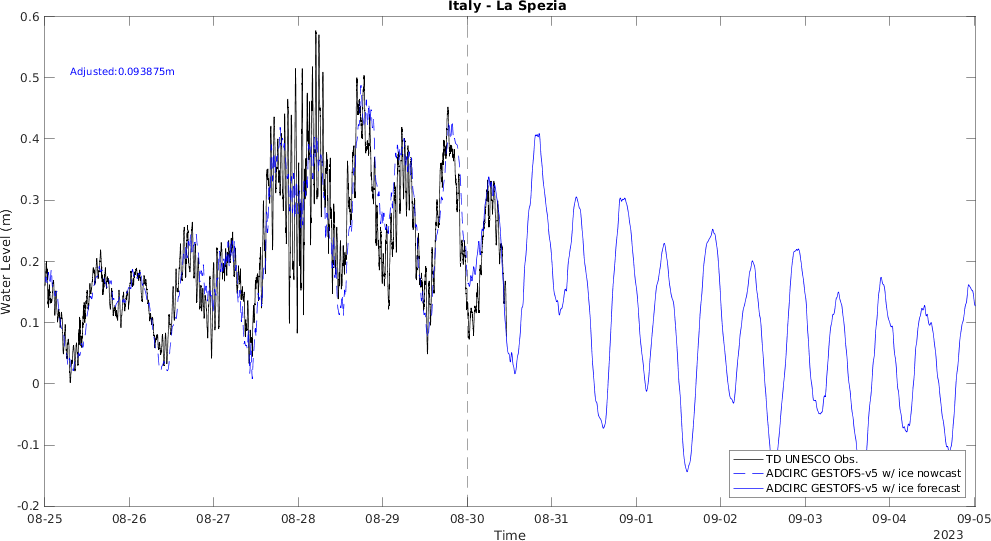 Italy - La Spezia
Adjusted:0.093875m
Water Level (m)
0.6
0.5
0.4
0.3
0.2
0.1
0
-0.1
-0.2
TD UNESCO Obs.
ADCIRC GESTOFS-v5 w/ ice nowcast
ADCIRC GESTOFS-v5 w/ ice forecast
08-25 08-26 08-27 08-28 08-29 08-30 08-31 09-01 09-02 09-03 09-04 09-05
Time
2023